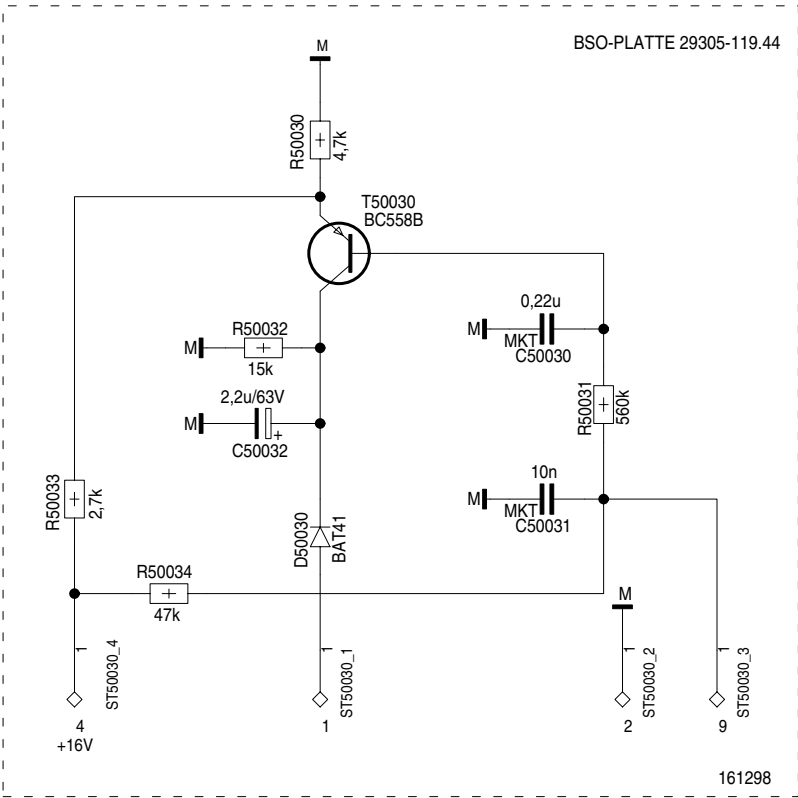 M
BSO-PLATTE 29305-119.44
R50030
4,7k
T50030
BC558B
0,22u
M
MKT
C50030
R50032
M
15k
R50031
560k
2,2u/63V
M
+
C50032
10n
M
MKT
C50031
R50033
2,7k
D50030
BAT41
R50034
47k
M
1
ST50030_4
1
ST50030_1
1
ST50030_2
1
ST50030_3
4
+16V
1
2
9
161298